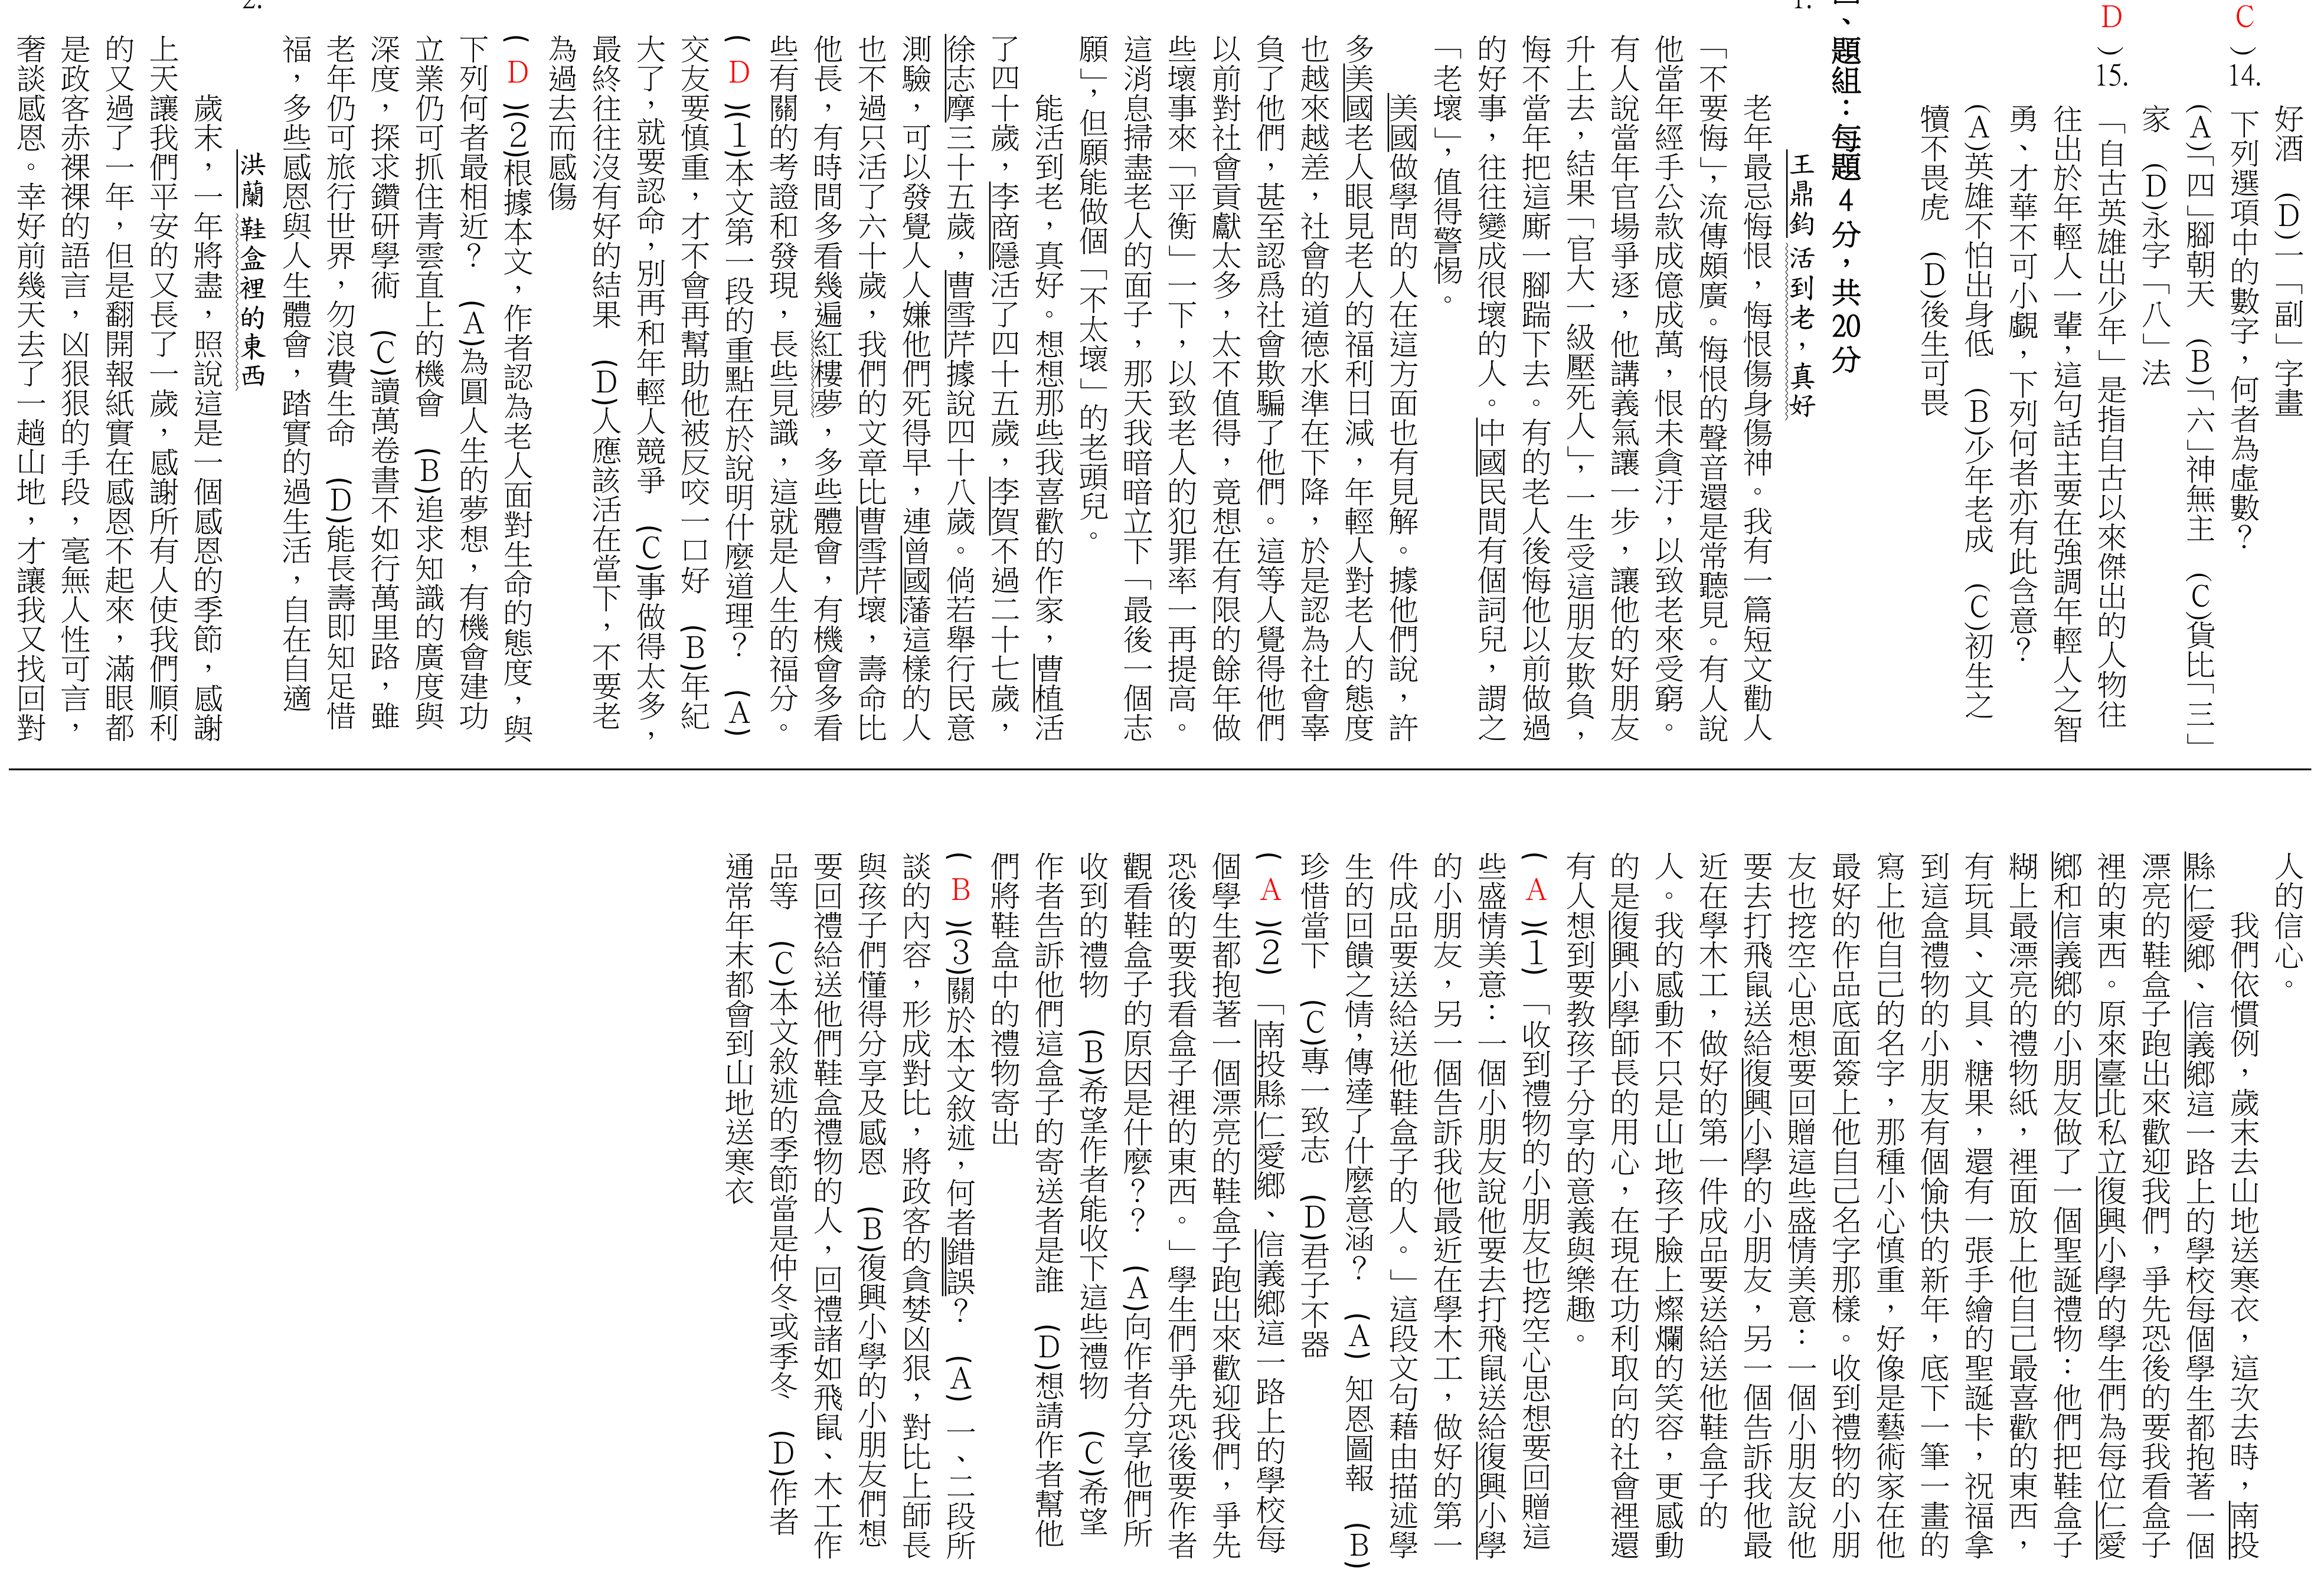 好酒　(D)一「副」字畫
C )14.下列選項中的數字，何者為虛數？
(A)「四」腳朝天　(B)「六」神無主　(C)貨比「三」
家　(D)永字「八」法
D )15.「自古英雄出少年」是指自古以來傑出的人物往
往出於年輕人一輩，這句話主要在強調年輕人之智
勇、才華不可小覷，下列何者亦有此含意？
(A)英雄不怕出身低　(B)少年老成　(C)初生之
犢不畏虎　(D)後生可畏
、題組：每題 4 分，共20分
1.
王鼎鈞 活到老，真好
老年最忌悔恨，悔恨傷身傷神。我有一篇短文勸人
「不要悔」，流傳頗廣。悔恨的聲音還是常聽見。有人說
他當年經手公款成億成萬，恨未貪汙，以致老來受窮。
有人說當年官場爭逐，他講義氣讓一步，讓他的好朋友
升上去，結果「官大一級壓死人」，一生受這朋友欺負，
悔不當年把這廝一腳踹下去。有的老人後悔他以前做過
的好事，往往變成很壞的人。中國民間有個詞兒，謂之
「老壞」，值得警惕。
美國做學問的人在這方面也有見解。據他們說，許
多美國老人眼見老人的福利日減，年輕人對老人的態度
也越來越差，社會的道德水準在下降，於是認為社會辜
負了他們，甚至認爲社會欺騙了他們。這等人覺得他們
以前對社會貢獻太多，太不值得，竟想在有限的餘年做
些壞事來「平衡」一下，以致老人的犯罪率一再提高。
這消息掃盡老人的面子，那天我暗暗立下「最後一個志
願」，但願能做個「不太壞」的老頭兒。
能活到老，真好。想想那些我喜歡的作家，曹植活
了四十歲，李商隱活了四十五歲，李賀不過二十七歲，
徐志摩三十五歲，曹雪芹據說四十八歲。倘若舉行民意
測驗，可以發覺人人嫌他們死得早，連曾國藩這樣的人
也不過只活了六十歲，我們的文章比曹雪芹壞，壽命比
他長，有時間多看幾遍紅樓夢，多些體會，有機會多看
些有關的考證和發現，長些見識，這就是人生的福分。
( D )(1)本文第一段的重點在於說明什麼道理？　(A)
交友要慎重，才不會再幫助他被反咬一口好　(B)年紀
大了，就要認命，別再和年輕人競爭　(C)事做得太多，
最終往往沒有好的結果　(D)人應該活在當下，不要老
為過去而感傷
( D )(2)根據本文，作者認為老人面對生命的態度，與
下列何者最相近？　(A)為圓人生的夢想，有機會建功
立業仍可抓住青雲直上的機會　(B)追求知識的廣度與
深度，探求鑽研學術　(C)讀萬卷書不如行萬里路，雖
老年仍可旅行世界，勿浪費生命　(D)能長壽即知足惜
福，多些感恩與人生體會，踏實的過生活，自在自適
2.
洪蘭 鞋盒裡的東西
歲末，一年將盡，照說這是一個感恩的季節，感謝
上天讓我們平安的又長了一歲，感謝所有人使我們順利
的又過了一年，但是翻開報紙實在感恩不起來，滿眼都
是政客赤裸裸的語言，凶狠狠的手段，毫無人性可言，
奢談感恩。幸好前幾天去了一趟山地，才讓我又找回對
人的信心。
我們依慣例，歲末去山地送寒衣，這次去時，南投
縣仁愛鄉、信義鄉這一路上的學校每個學生都抱著一個
漂亮的鞋盒子跑出來歡迎我們，爭先恐後的要我看盒子
裡的東西。原來臺北私立復興小學的學生們為每位仁愛
鄉和信義鄉的小朋友做了一個聖誕禮物：他們把鞋盒子
糊上最漂亮的禮物紙，裡面放上他自己最喜歡的東西，
有玩具、文具、糖果，還有一張手繪的聖誕卡，祝福拿
到這盒禮物的小朋友有個愉快的新年，底下一筆一畫的
寫上他自己的名字，那種小心慎重，好像是藝術家在他
最好的作品底面簽上他自己名字那樣。收到禮物的小朋
友也挖空心思想要回贈這些盛情美意：一個小朋友說他
要去打飛鼠送給復興小學的小朋友，另一個告訴我他最
近在學木工，做好的第一件成品要送給送他鞋盒子的
人。我的感動不只是山地孩子臉上燦爛的笑容，更感動
的是復興小學師長的用心，在現在功利取向的社會裡還
有人想到要教孩子分享的意義與樂趣。
( A )(1)「收到禮物的小朋友也挖空心思想要回贈這
些盛情美意：一個小朋友說他要去打飛鼠送給復興小學
的小朋友，另一個告訴我他最近在學木工，做好的第一
件成品要送給送他鞋盒子的人。」這段文句藉由描述學
生的回饋之情，傳達了什麼意涵？　(A) 知恩圖報　(B)
珍惜當下　(C)專一致志　(D)君子不器
( A )(2)「南投縣仁愛鄉、信義鄉這一路上的學校每
個學生都抱著一個漂亮的鞋盒子跑出來歡迎我們，爭先
恐後的要我看盒子裡的東西。」學生們爭先恐後要作者
觀看鞋盒子的原因是什麼？？　(A)向作者分享他們所
收到的禮物　(B)希望作者能收下這些禮物　(C)希望
作者告訴他們這盒子的寄送者是誰　(D)想請作者幫他
們將鞋盒中的禮物寄出
( B )(3)關於本文敘述，何者錯誤？　(A) 一、二段所
談的內容，形成對比，將政客的貪婪凶狠，對比上師長
與孩子們懂得分享及感恩　(B)復興小學的小朋友們想
要回禮給送他們鞋盒禮物的人，回禮諸如飛鼠、木工作
品等　(C)本文敘述的季節當是仲冬或季冬　(D)作者
通常年末都會到山地送寒衣